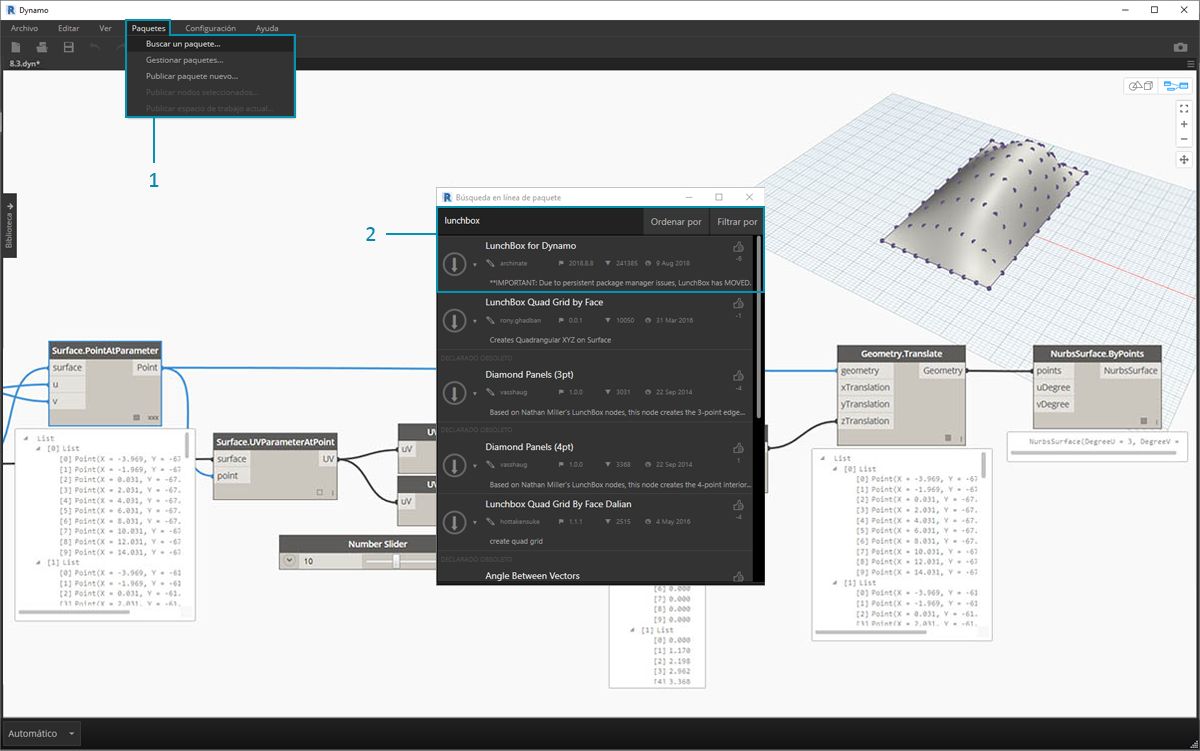 Dynamo
Archivo Editar Ver Paquetes Configuración Ayuda
Buscar un paquete...
Gestionar paquetes...
Publicar paquete nuevo...
Publicar nodos seleccionados...
Publicar espacio de trabajo actual...
8.3.dyn*
1
Biblioteca
Búsqueda en línea de paquete
2
lunchbox Ordenar por Filtrar por
LunchBox for Dynamo
archinate 2018.8.8 241385 9 Aug 2018 -6
**IMPORTANT: Due to persistent package manager issues, LunchBox has MOVED.
LunchBox Quad Grid by Face
rony.ghadban 0.0.1 10050 31 Mar 2016 -1
Creates Quadrangular XYZ on Surface
DECLARADO OBSOLETO
Diamond Panels (3pt)
vasshaug 1.0.0 3031 22 Sep 2014 -4
Based on Nathan Miller's LunchBox nodes, this node creates the 3-point edge...
DECLARADO OBSOLETO
Diamond Panels (4pt)
vasshaug 1.0.0 3368 22 Sep 2014 1
Based on Nathan Miller's LunchBox nodes, this node creates the 4-point interior...
Lunchbox Quad Grid By Face Dalian
hottakensuke 1.1.1 2515 4 May 2016 -4
create quad grid
DECLARADO OBSOLETO
Angle Between Vectors
Surface.PointAtParameter
surface Point
u
v
xxx
List
[0] List
[0] Point(X = -3.969, Y = -67
[1] Point(X = -1.969, Y = -67
[2] Point(X = 0.031, Y = -67.
[3] Point(X = 2.031, Y = -67.
[4] Point(X = 4.031, Y = -67.
[5] Point(X = 6.031, Y = -67.
[6] Point(X = 8.031, Y = -67.
[7] Point(X = 10.031, Y = -67
[8] Point(X = 12.031, Y = -67
[9] Point(X = 14.031, Y = -67
[1] List
[0] Point(X = -3.969, Y = -61
[1] Point(X = -1.969, Y = -61
[2] Point(X = 0.031, Y = -61.
[3] Point(X = 2.031, Y = -61.
Surface.UVParameterAtPoint
surface UV
point
UV
uV
UV
uV
Number Slider
10
[6] 0.000
[7] 0.000
[8] 0.000
[9] 0.000
[1] List
[0] 0.000
[1] 1.170
[2] 2.198
[3] 2.962
[4] 3.368
Geometry.Translate
geometry Geometry
xTranslation
yTranslation
zTranslation
List
[0] List
[0] Point(X = -3.969, Y = -67
[1] Point(X = -1.969, Y = -67
[2] Point(X = 0.031, Y = -67.
[3] Point(X = 2.031, Y = -67.
[4] Point(X = 4.031, Y = -67.
[5] Point(X = 6.031, Y = -67.
[6] Point(X = 8.031, Y = -67.
[7] Point(X = 10.031, Y = -67
[8] Point(X = 12.031, Y = -67
[9] Point(X = 14.031, Y = -67
[1] List
[0] Point(X = -3.969, Y = -61
[1] Point(X = -1.969, Y = -61
[2] Point(X = 0.031, Y = -61.
[3] Point(X = 2.031, Y = -61.
NurbsSurface.ByPoints
points NurbsSurface
uDegree
vDegree
NurbsSurface(DegreeU = 3, DegreeV =
Automático